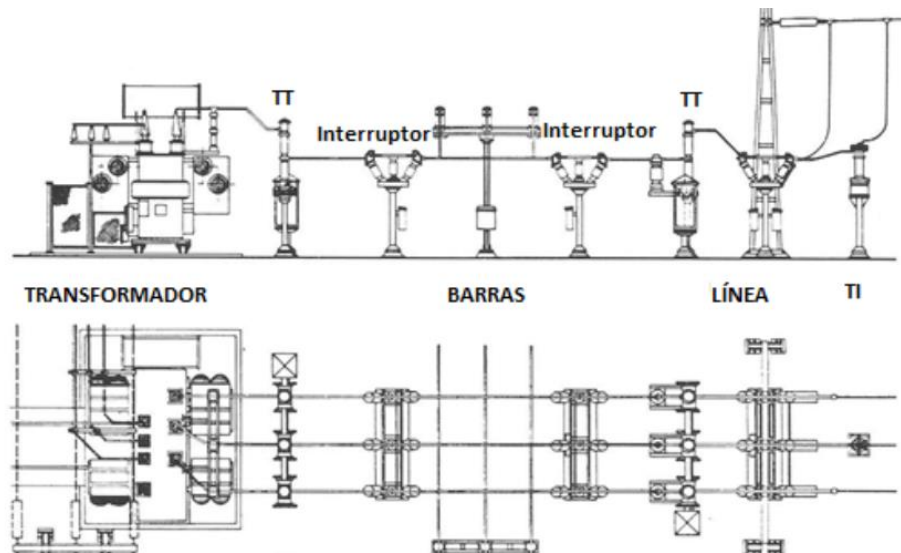 TT
TT
Interruptor
Interruptor
TRANSFORMADOR
BARRAS
LÍNEA
TI